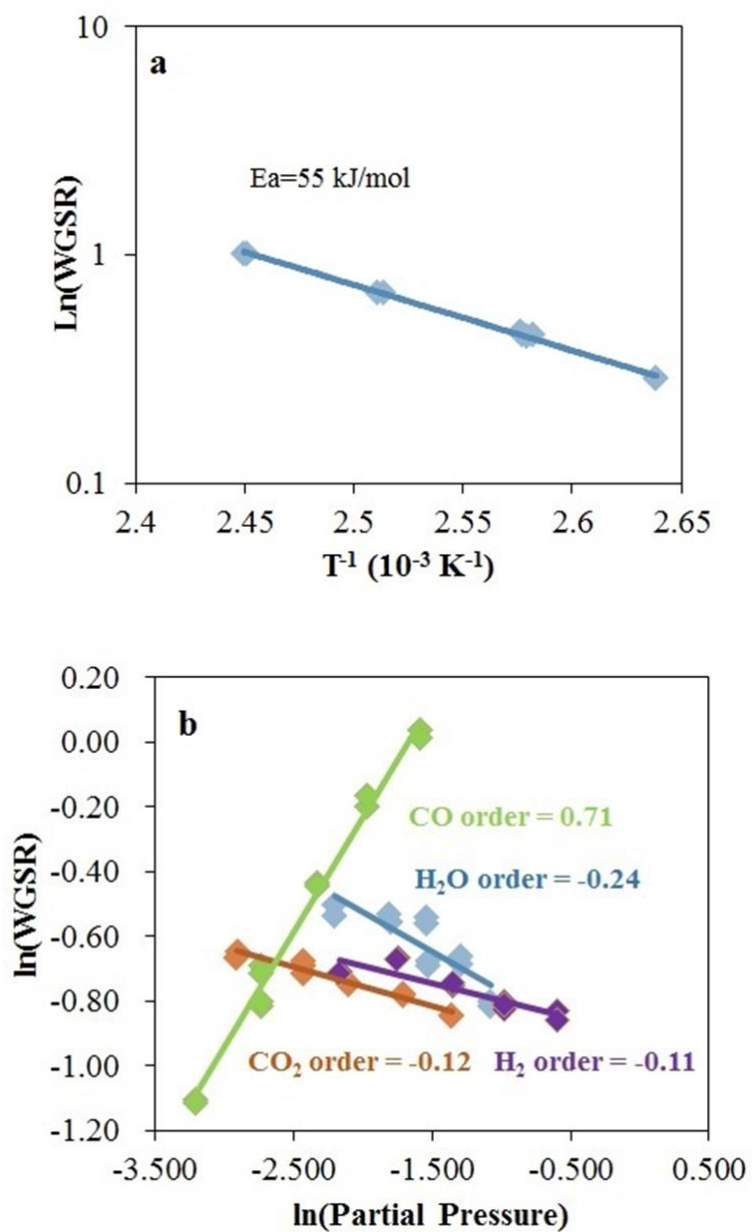 10
a
Ea=55 kJ/mol
Ln(WGSR)
1
0.1
2.4 2.45 2.5 2.55 2.6 2.65
T⁻¹ (10⁻³ K⁻¹)
0.20
b
0.00
-0.20
CO order = 0.71
-0.40
H₂O order = -0.24
ln(WGSR)
-0.60
-0.80
CO₂ order = -0.12 H₂ order = -0.11
-1.00
-1.20
-3.500 -2.500 -1.500 -0.500 0.500
ln(Partial Pressure)